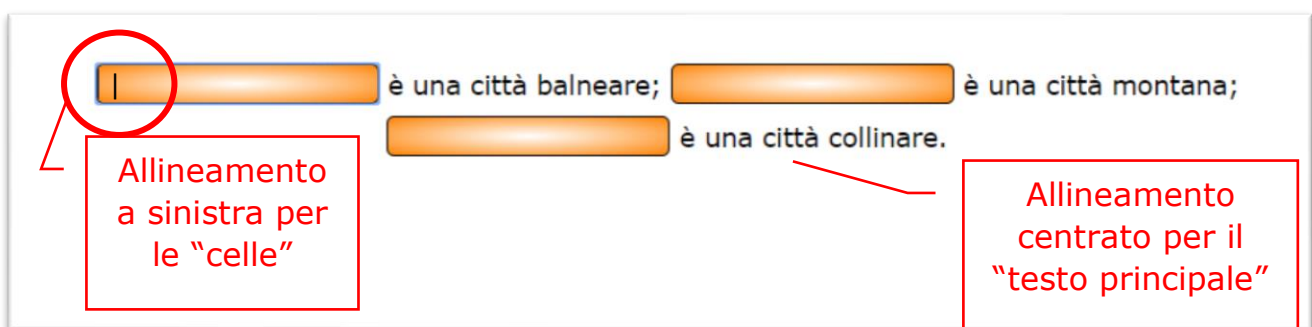 è una città balneare; è una città montana;
è una città collinare.
Allineamento
a sinistra per
le “celle”
Allineamento
centrato per il
“testo principale”